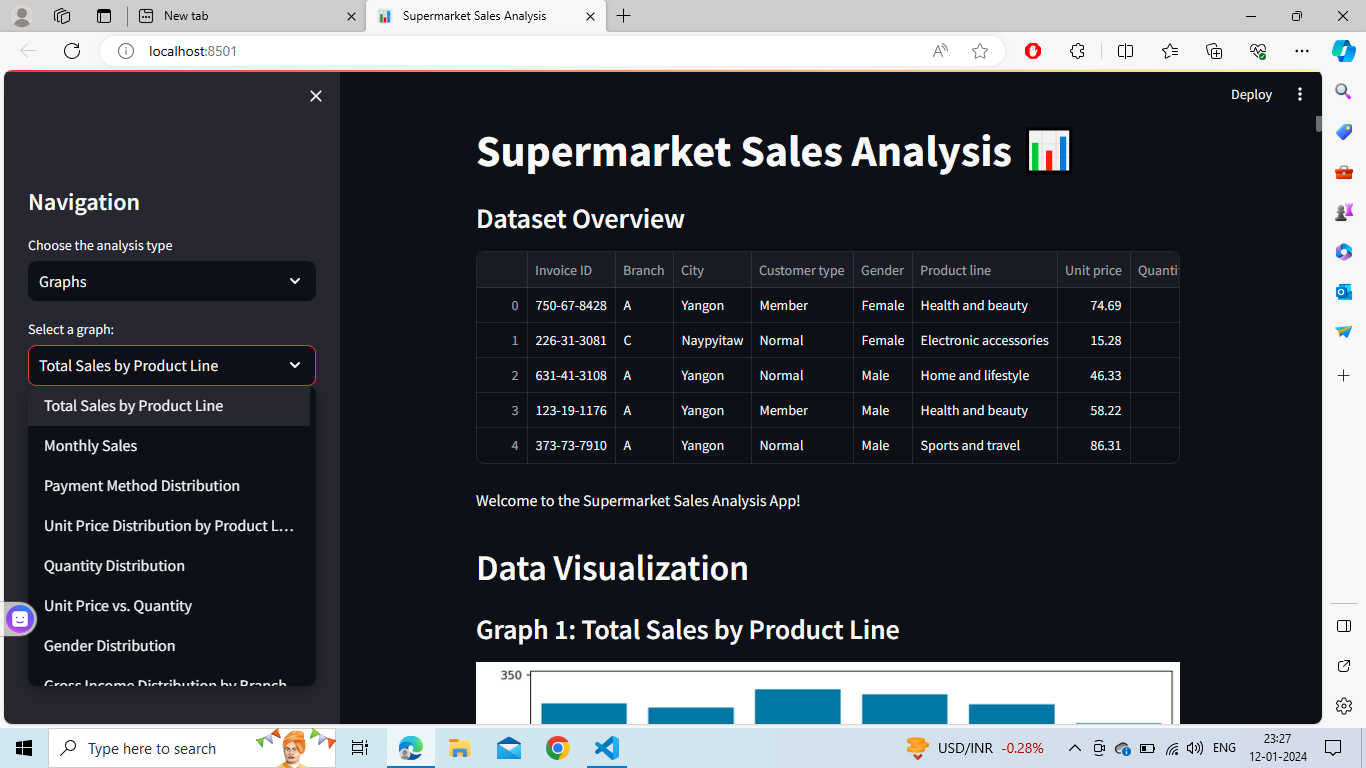 New tab
Supermarket Sales Analysis
localhost:8501
Deploy
Navigation
Choose the analysis type
Graphs
Select a graph:
Total Sales by Product Line
Total Sales by Product Line
Monthly Sales
Payment Method Distribution
Unit Price Distribution by Product L...
Quantity Distribution
Unit Price vs. Quantity
Gender Distribution
Gross Income Distribution by Branch
Supermarket Sales Analysis
Dataset Overview
Invoice ID Branch City Customer type Gender Product line Unit price Quanti
0 750-67-8428 A Yangon Member Female Health and beauty 74.69
1 226-31-3081 C Naypyitaw Normal Female Electronic accessories 15.28
2 631-41-3108 A Yangon Normal Male Home and lifestyle 46.33
3 123-19-1176 A Yangon Member Male Health and beauty 58.22
4 373-73-7910 A Yangon Normal Male Sports and travel 86.31
Welcome to the Supermarket Sales Analysis App!
Data Visualization
Graph 1: Total Sales by Product Line
350
Type here to search
USD/INR -0.28%
ENG
23:27
12-01-2024